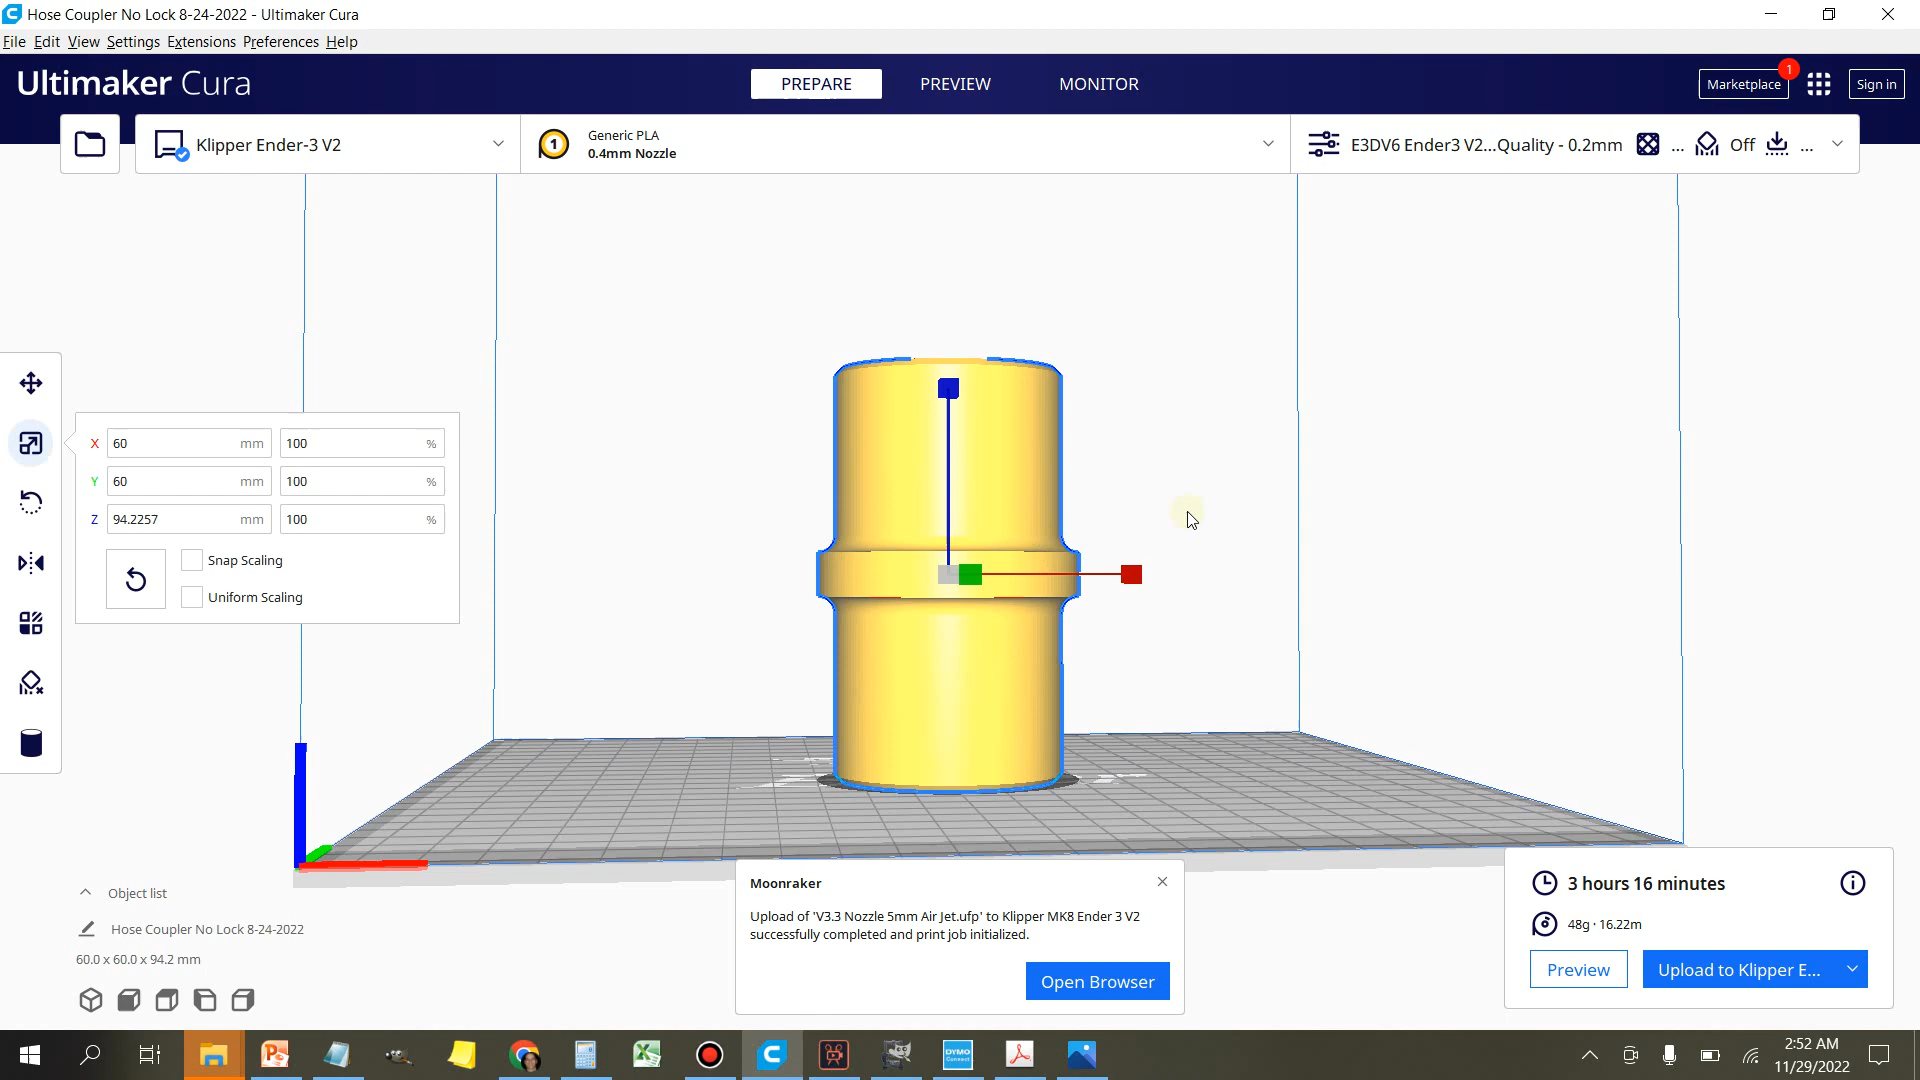 Hose Coupler No Lock 8-24-2022 - Ultimaker Cura
File Edit View Settings Extensions Preferences Help
Ultimaker Cura
PREPARE PREVIEW MONITOR
Marketplace 1 Sign in
Klipper Ender-3 V2
1 Generic PLA
0.4mm Nozzle
E3DV6 Ender3 V2...Quality - 0.2mm ... Off ...
X 60 mm 100 %
Y 60 mm 100 %
Z 94.2257 mm 100 %
Snap Scaling
Uniform Scaling
Object list
Hose Coupler No Lock 8-24-2022
60.0 x 60.0 x 94.2 mm
Moonraker
Upload of 'V3.3 Nozzle 5mm Air Jet.ufp' to Klipper MK8 Ender 3 V2
successfully completed and print job initialized.
Open Browser
3 hours 16 minutes
48g · 16.22m
Preview Upload to Klipper E...
DYMO
Connect
2:52 AM
11/29/2022